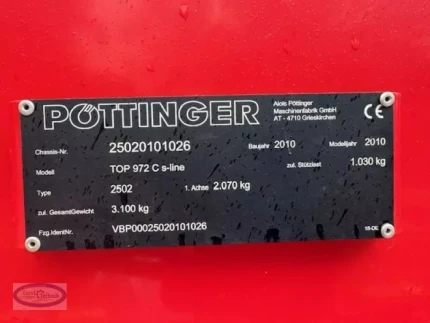 PÖTTINGER
Alois Pöttinger
Maschinenfabrik GmbH
AT - 4710 Grieskirchen
CE
Chassis-Nr. 25020101026 Baujahr 2010 Modelljahr 2010
Modell TOP 972 C s-line zul. Stützlast 1.030 kg
Type 2502 1. Achse 2.070 kg
zul. GesamtGewicht 3.100 kg
Fzg.IdentNr. VBP00025020101026
18-DE